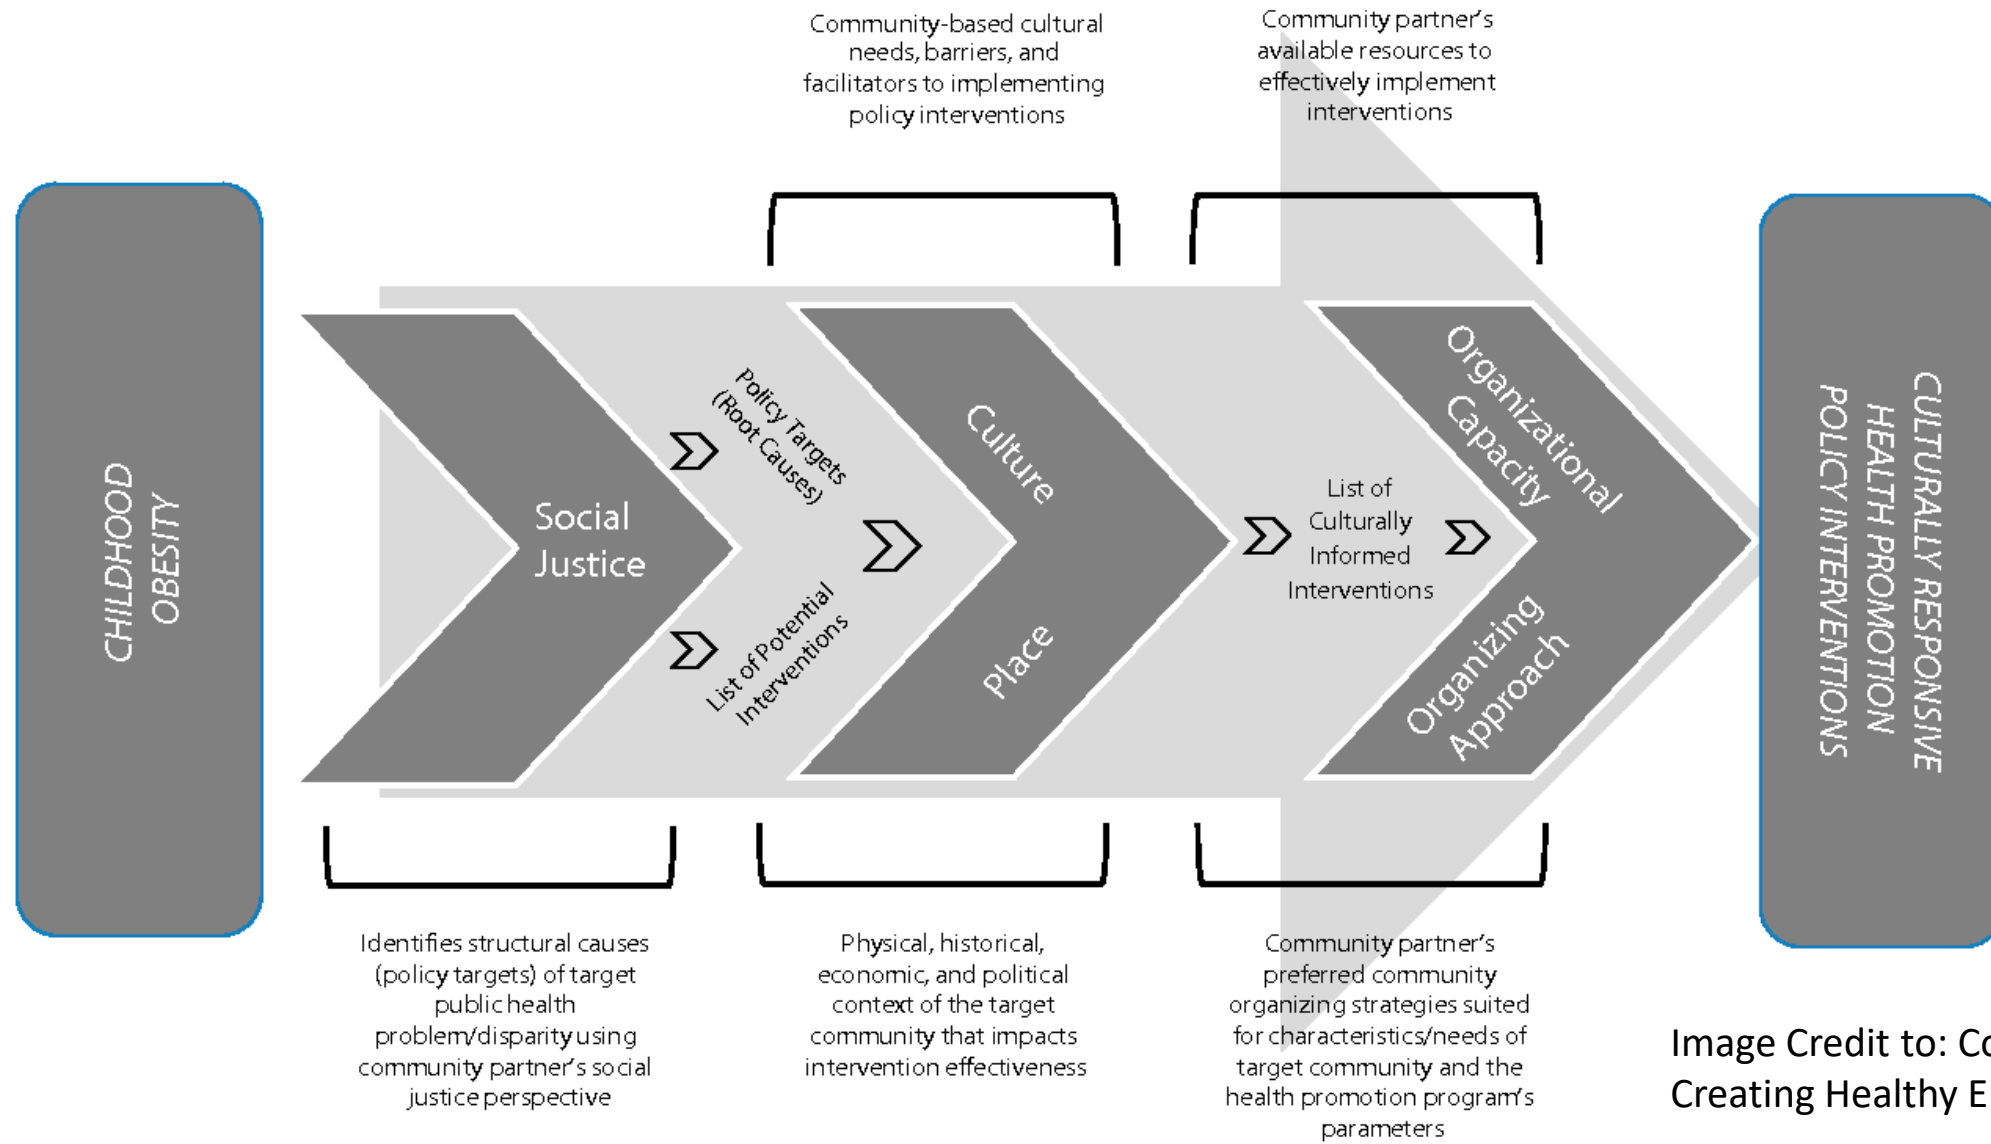 Community-based cultural
needs, barriers, and
facilitators to implementing
policy interventions
Community partner's
available resources to
effectively implement
interventions
CHILDHOOD
OBESITY
Social
Justice
Policy Targets
(Root Causes)
List of Potential
Interventions
Culture
Place
List of
Culturally
Informed
Interventions
Organizational
Capacity
Organizing
Approach
CULTURALLY RESPONSIVE
HEALTH PROMOTION
POLICY INTERVENTIONS
Identifies structural causes
(policy targets) of target
public health
problem/disparity using
community partner's social
justice perspective
Physical, historical,
economic, and political
context of the target
community that impacts
intervention effectiveness
Community partner's
preferred community
organizing strategies suited
for characteristics/needs of
target community and the
health promotion program's
parameters
Image Credit to:
Creating Healthy